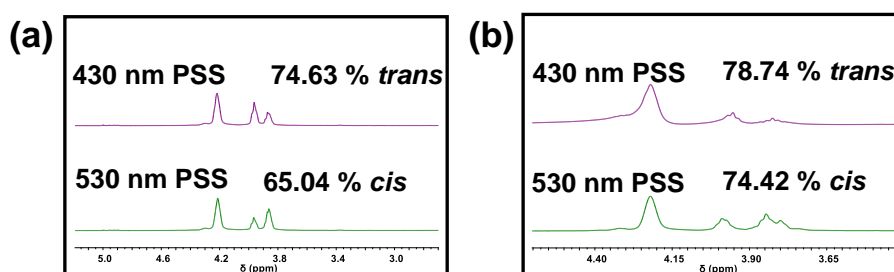 (a)
430 nm PSS 74.63 % trans
530 nm PSS 65.04 % cis
5.0 4.6 4.2 3.8 3.4 3.0
δ (ppm)
(b)
430 nm PSS 78.74 % trans
530 nm PSS 74.42 % cis
4.40 4.15 3.90 3.65
δ (ppm)